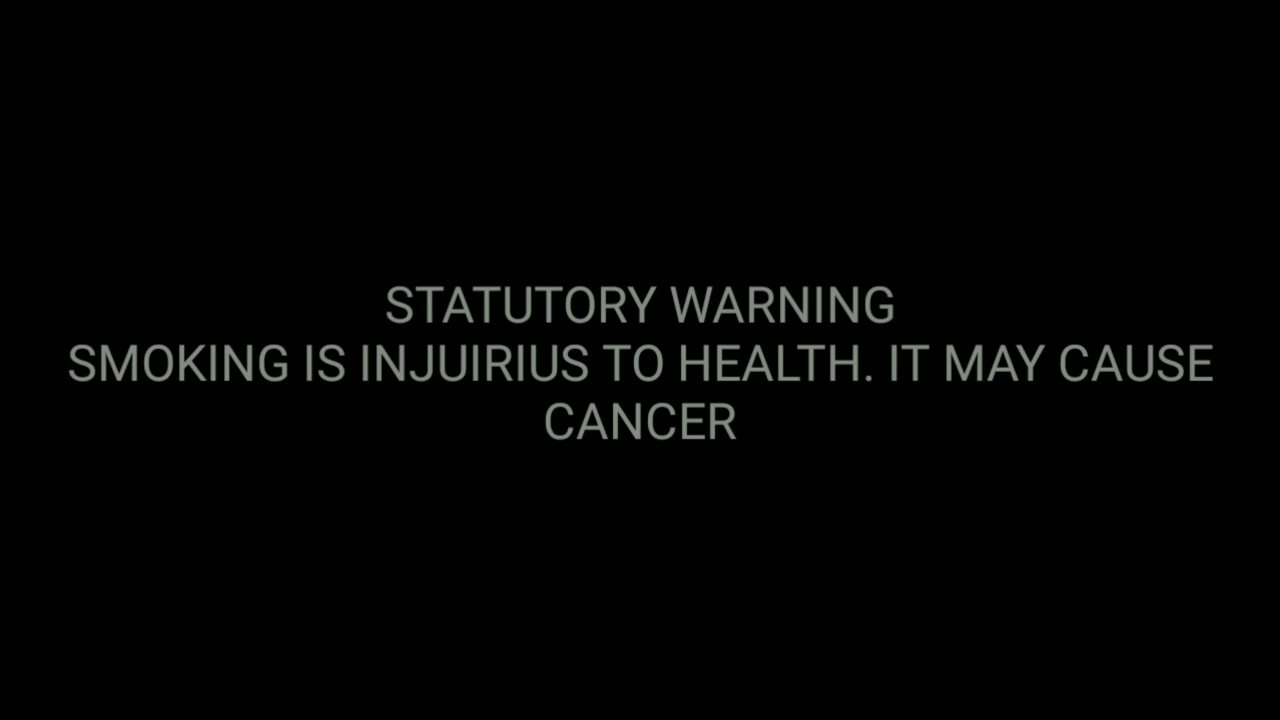 STATUTORY WARNING
SMOKING IS INJUIRIUS TO HEALTH. IT MAY CAUSE
CANCER